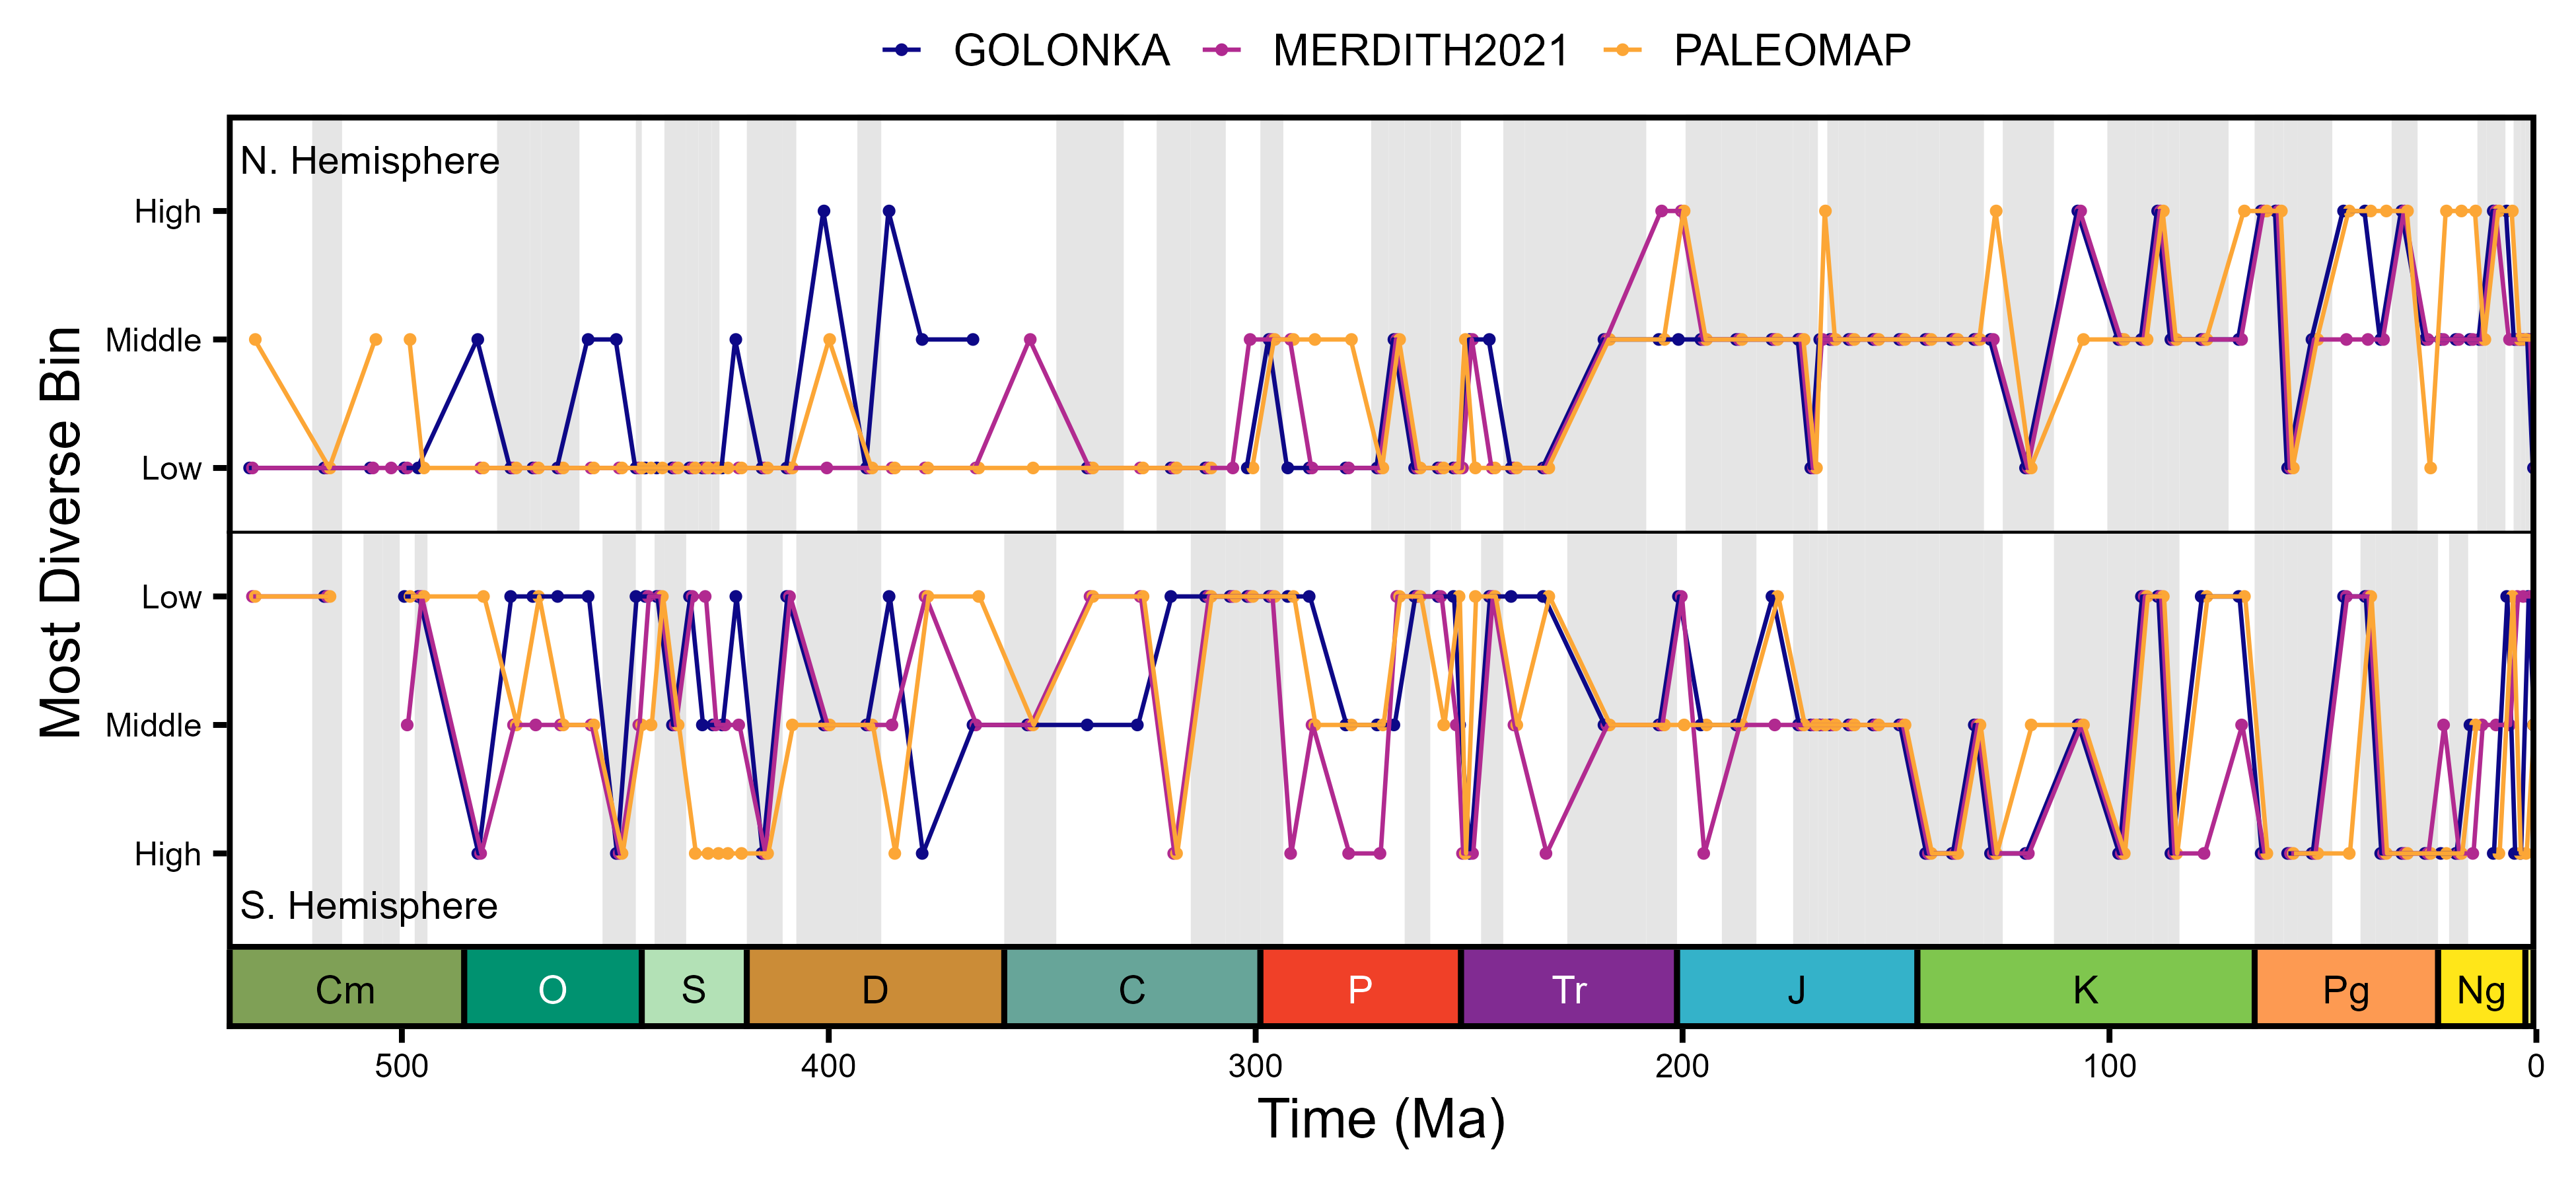 GOLONKA MERDITH2021 PALEOMAP
N. Hemisphere
High
Middle
Low
Low
Middle
High
S. Hemisphere
Most Diverse Bin
Cm O S D C P Tr J K Pg Ng
500 400 300 200 100 0
Time (Ma)